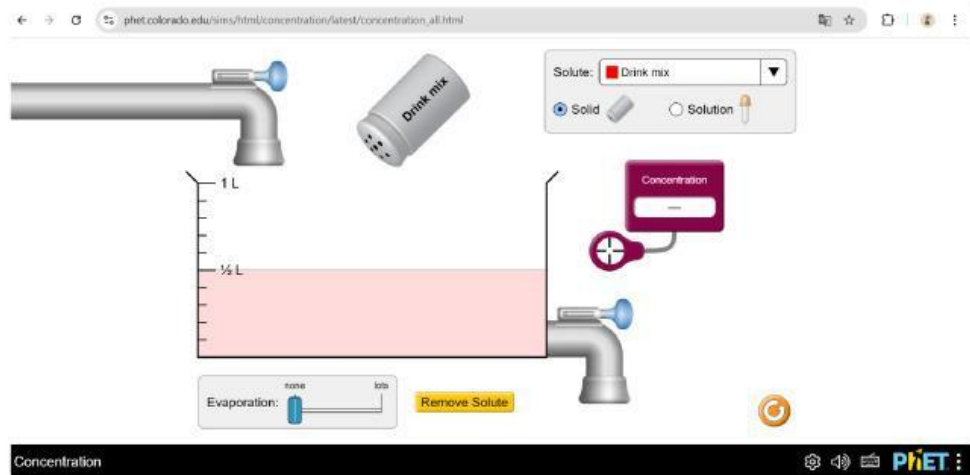 phet.colorado.edu/sims/html/concentration/latest/concentration_all.html
Drink mix
Solute: Drink mix
Solid Solution
Concentration
—
1 L
½ L
none lots
Evaporation:
Remove Solute
Concentration
PhET